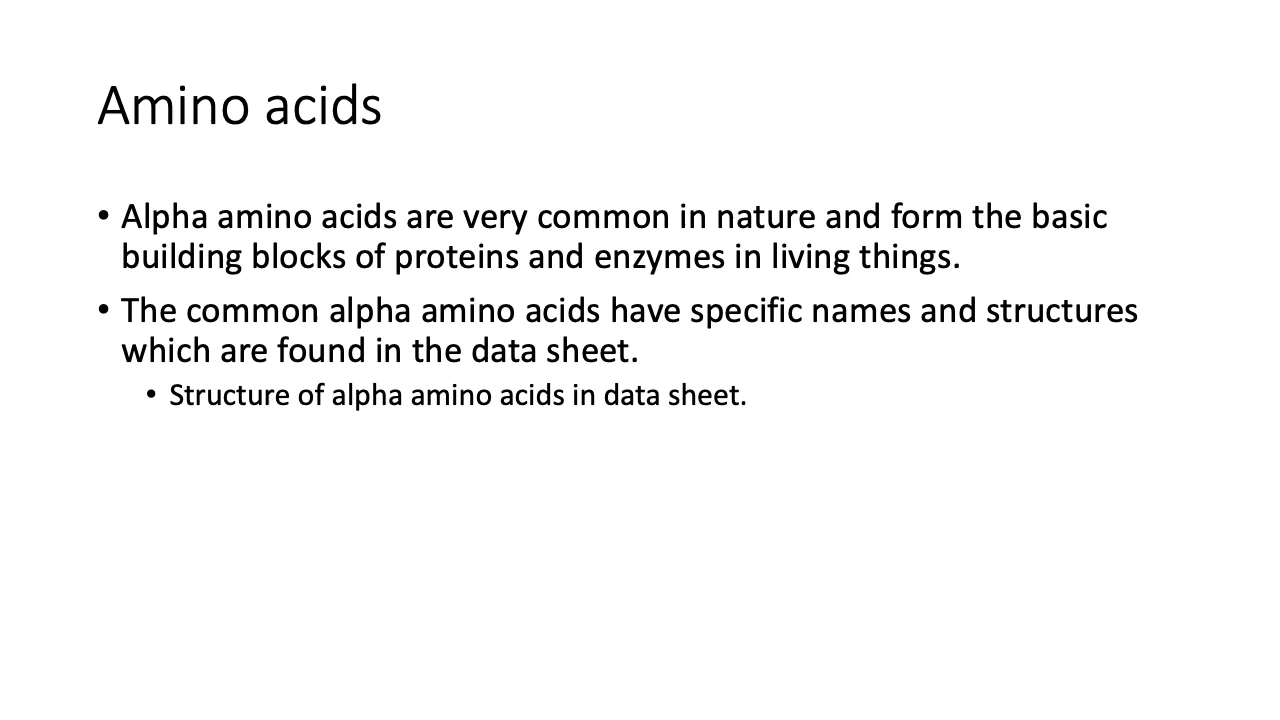 Amino acids
• Alpha amino acids are very common in nature and form the basic
building blocks of proteins and enzymes in living things.
• The common alpha amino acids have specific names and structures
which are found in the data sheet.
• Structure of alpha amino acids in data sheet.